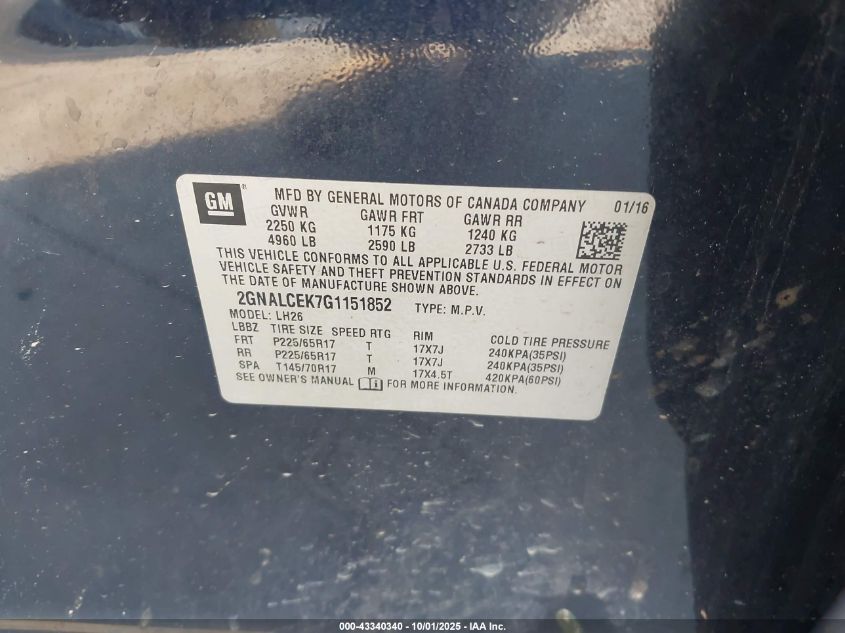 GM
MFD BY GENERAL MOTORS OF CANADA COMPANY 01/16
GVWR GAWR FRT GAWR RR
2250 KG 1175 KG 1240 KG
4960 LB 2590 LB 2733 LB
THIS VEHICLE CONFORMS TO ALL APPLICABLE U.S. FEDERAL MOTOR
VEHICLE SAFETY AND THEFT PREVENTION STANDARDS IN EFFECT ON
THE DATE OF MANUFACTURE SHOWN ABOVE.
2GNALCEK7G1151852 TYPE: M.P.V.
MODEL: LH26
LBBZ TIRE SIZE SPEED RTG RIM COLD TIRE PRESSURE
FRT P225/65R17 T 17X7J 240KPA(35PSI)
RR P225/65R17 T 17X7J 240KPA(35PSI)
SPA T145/70R17 M 17X4.5T 420KPA(60PSI)
SEE OWNER'S MANUAL FOR MORE INFORMATION.
000-43340340 - 10/01/2025 - IAA Inc.